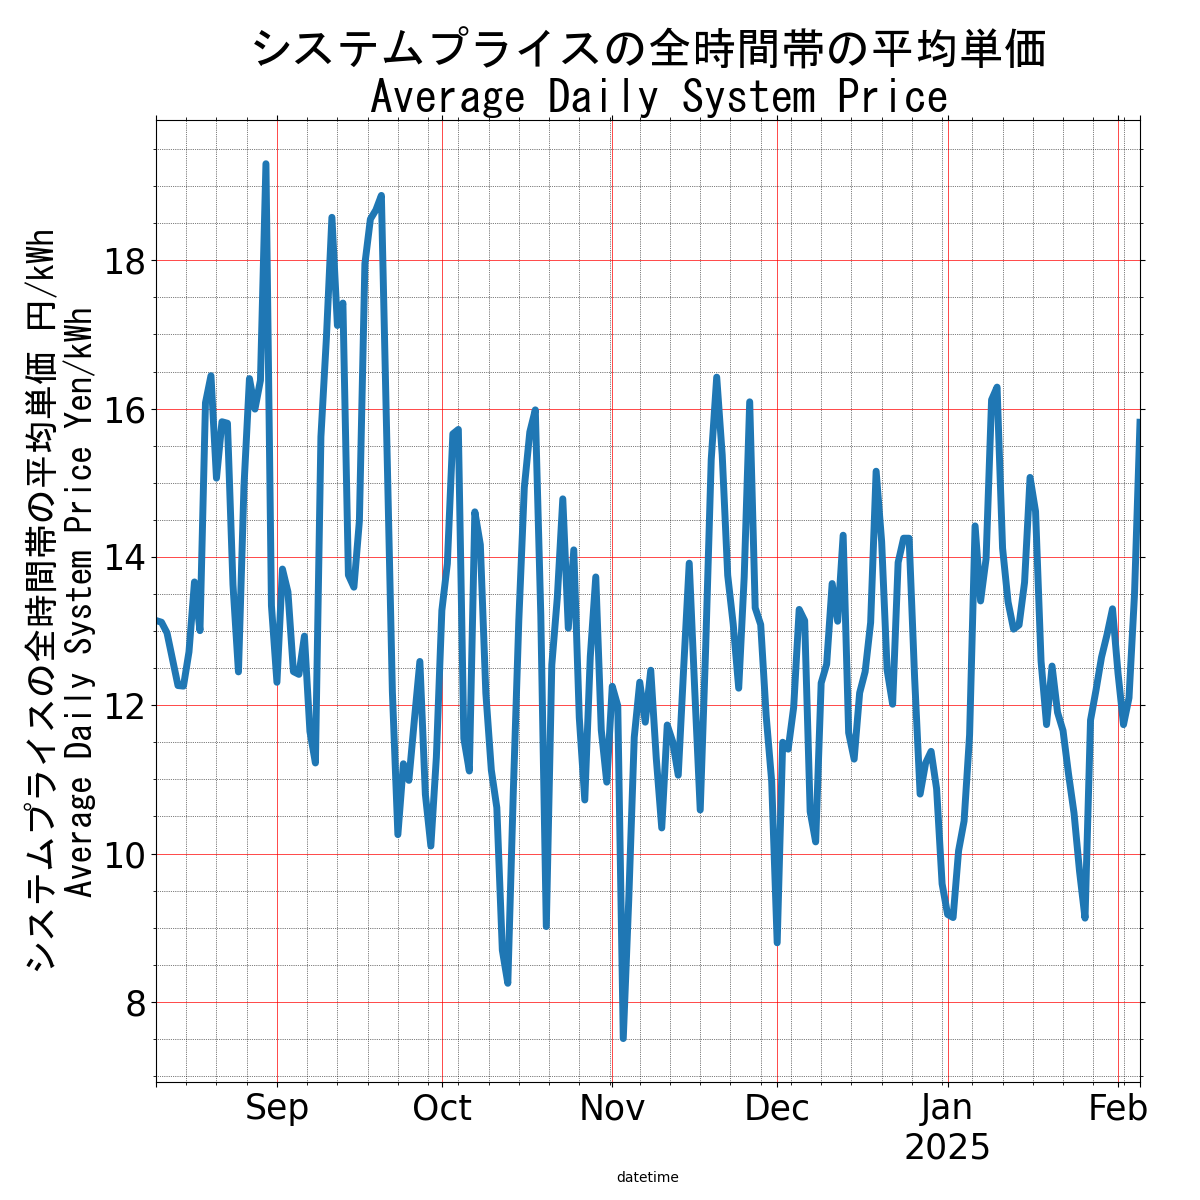 システムプライスの全時間帯の平均単価
Average Daily System Price
システムプライスの全時間帯の平均単価 円/kWh
Average Daily System Price Yen/kWh
18
16
14
12
10
8
Sep
Oct
Nov
Dec
Jan
2025
Feb
datetime